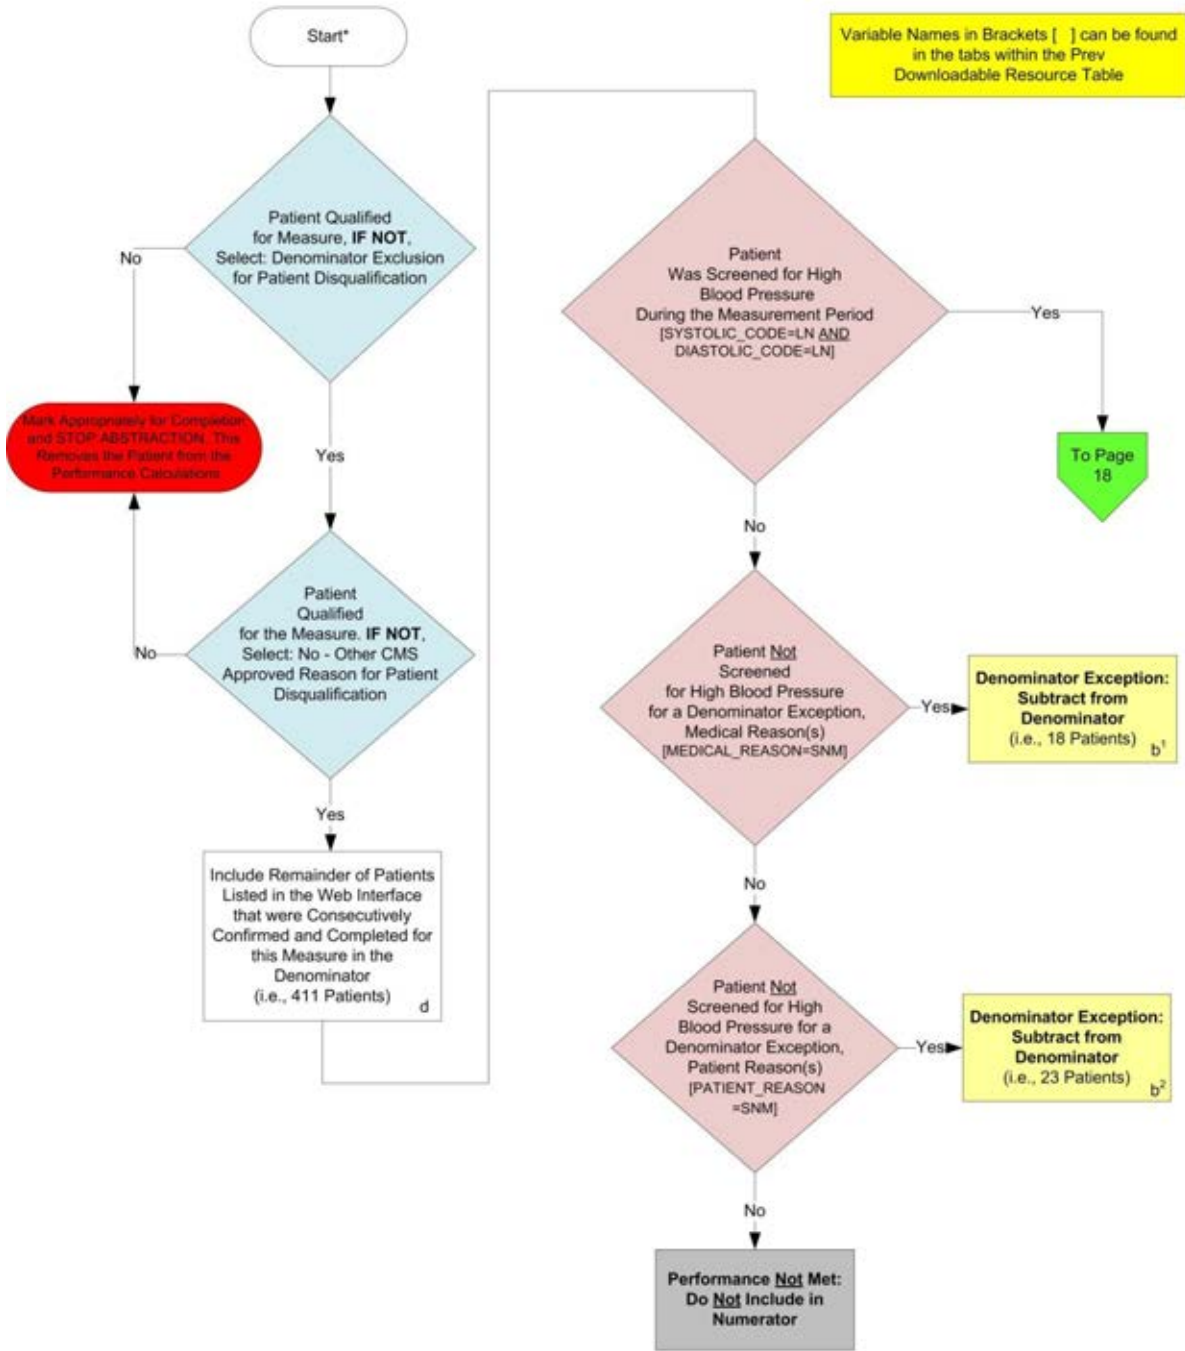 Start*
Variable Names in Brackets [ ] can be found
in the tabs within the Prev
Downloadable Resource Table
Patient Qualified
for Measure, IF NOT,
Select: Denominator Exclusion
for Patient Disqualification
No
Mark Appropriately for Completion
and STOP ABSTRACTION. This
Removes the Patient from the
Performance Calculations
Yes
Patient
Qualified
for the Measure. IF NOT,
Select: No - Other CMS
Approved Reason for Patient
Disqualification
No
Yes
Include Remainder of Patients
Listed in the Web Interface
that were Consecutively
Confirmed and Completed for
this Measure in the
Denominator
(i.e., 411 Patients)
d
Patient
Was Screened for High
Blood Pressure
During the Measurement Period
[SYSTOLIC_CODE=LN AND
DIASTOLIC_CODE=LN]
Yes
To Page
18
No
Patient Not
Screened
for High Blood Pressure
for a Denominator Exception,
Medical Reason(s)
[MEDICAL_REASON=SNM]
Yes
Denominator Exception:
Subtract from
Denominator
(i.e., 18 Patients)
b¹
No
Patient Not
Screened for High
Blood Pressure for a
Denominator Exception,
Patient Reason(s)
[PATIENT_REASON
=SNM]
Yes
Denominator Exception:
Subtract from
Denominator
(i.e., 23 Patients)
b²
No
Performance Not Met:
Do Not Include in
Numerator